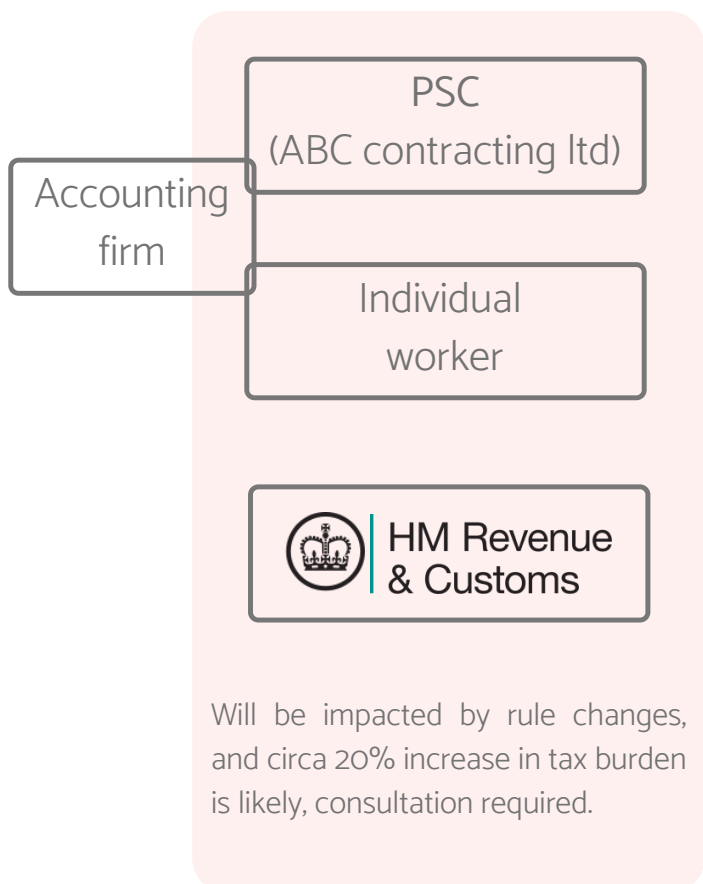 PSC
(ABC contracting ltd)
Accounting
firm
Individual
worker
HM Revenue
& Customs
Will be impacted by rule changes,
and circa 20% increase in tax burden
is likely, consultation required.